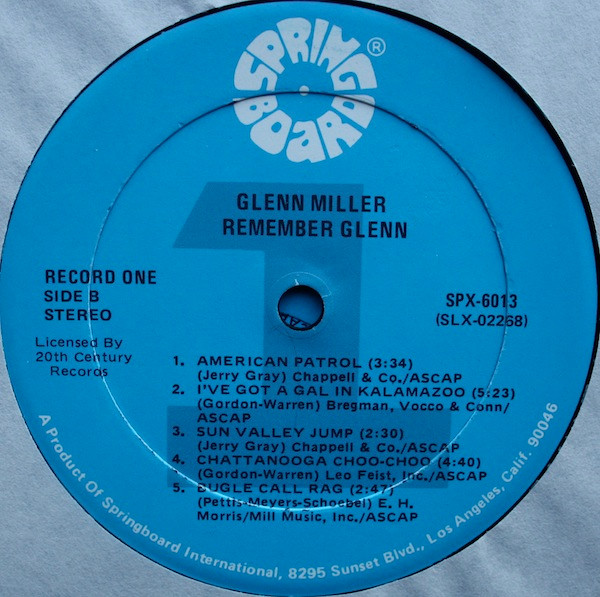 SPRING
BOARD
®
GLENN MILLER
REMEMBER GLENN
RECORD ONE
SIDE B
STEREO
SPX-6013
(SLX-02268)
Licensed By
20th Century
Records
1
1. AMERICAN PATROL (3:34)
(Jerry Gray) Chappell & Co./ASCAP
2. I'VE GOT A GAL IN KALAMAZOO (5:23)
(Gordon-Warren) Bregman, Vocco & Conn/
ASCAP
3. SUN VALLEY JUMP (2:30)
(Jerry Gray) Chappell & Co./ASCAP
4. CHATTANOOGA CHOO-CHOO (4:40)
(Gordon-Warren) Leo Feist, Inc./ASCAP
5. BUGLE CALL RAG (2:47)
(Pettis-Meyers-Schoebel) E. H.
Morris/Mill Music, Inc./ASCAP
A Product Of Springboard International, 8295 Sunset Blvd., Los Angeles, Calif. 90046